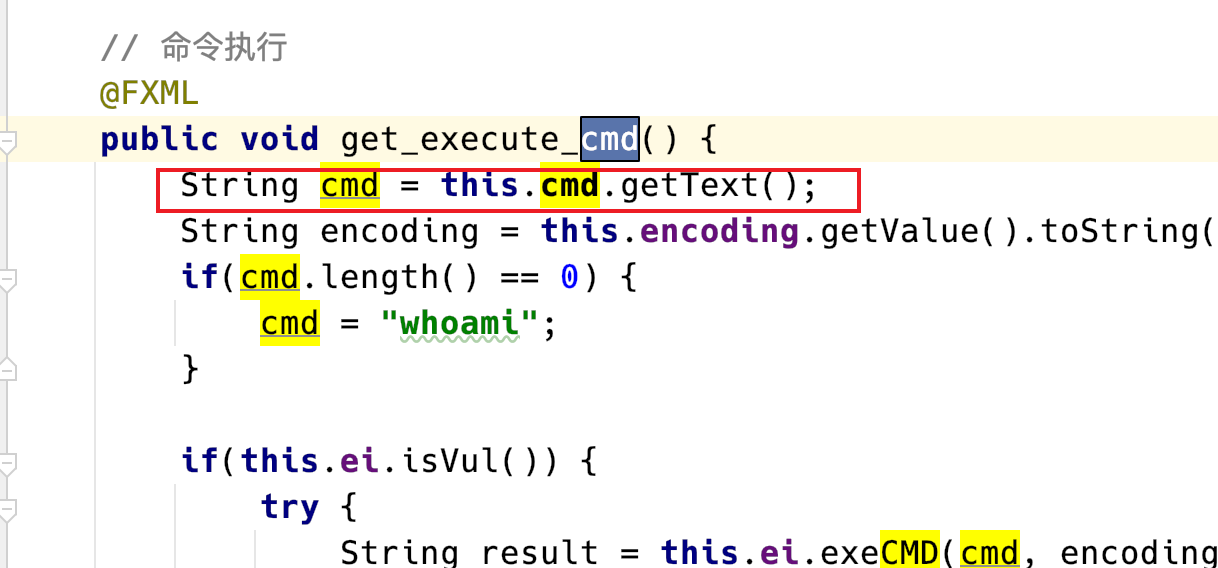 // 命令执行
@FXML
public void get_execute_cmd() {
String cmd = this.cmd.getText();
String encoding = this.encoding.getValue().toString(
if(cmd.length() == 0) {
cmd = "whoami";
}
if(this.ei.isVul()) {
try {
String result = this.ei.exeCMD(cmd, encoding